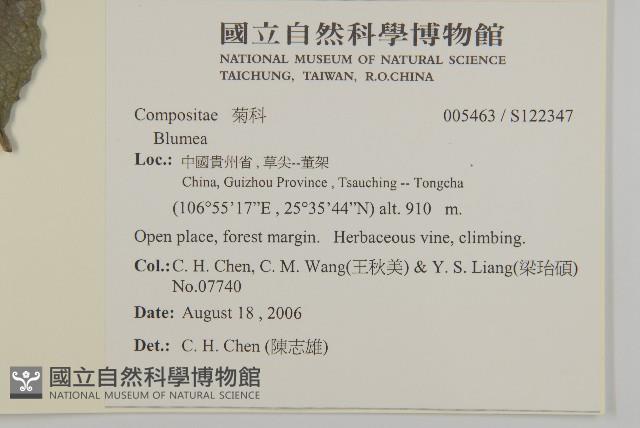 國立自然科學博物館
NATIONAL MUSEUM OF NATURAL SCIENCE
TAICHUNG, TAIWAN, R.O.CHINA
Compositae 菊科 005463 / S122347
Blumea
Loc.: 中國貴州省 , 草尖--董架
China, Guizhou Province , Tsauching -- Tongcha
(106°55’17”E , 25°35’44”N) alt. 910 m.
Open place, forest margin. Herbaceous vine, climbing.
Col.: C. H. Chen, C. M. Wang(王秋美) & Y. S. Liang(梁珆碩)
No.07740
Date: August 18 , 2006
Det.: C. H. Chen (陳志雄)
國立自然科學博物館
NATIONAL MUSEUM OF NATURAL SCIENCE